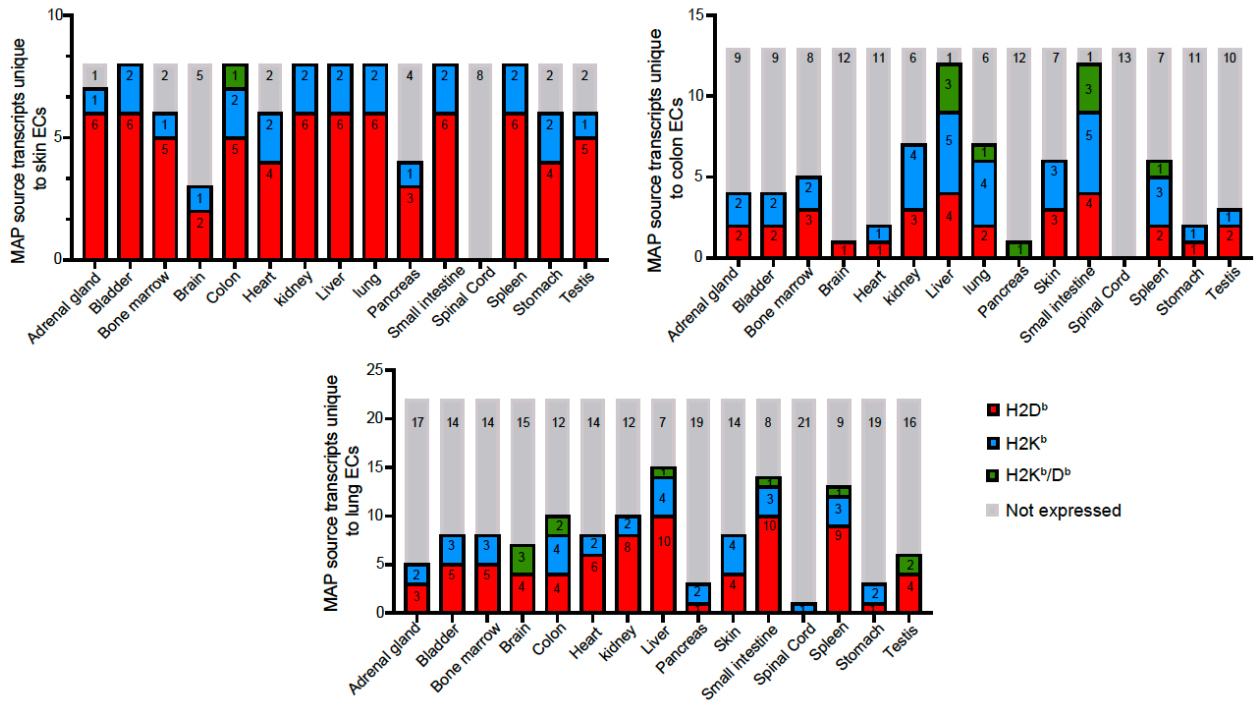 MAP source transcripts unique
to skin ECs
10
5
0
1 2 2 5 1 2 2 2 2 4 2 8 2 2 2
1 1 1 2 2 1 2 1
6 6 5 2 5 4 6 6 6 3 6 6 4 5
Adrenal gland
Bladder
Bone marrow
Brain
Colon
Heart
kidney
Liver
lung
Pancreas
Small intestine
Spinal Cord
Spleen
Stomach
Testis
MAP source transcripts unique
to colon ECs
15
10
5
0
9 9 8 12 11 6 1 6 12 7 1 13 7 11 10
3 1 1 3 1
2 2 2 1 4 5 4 3 5 3 1 1
2 2 3 1 1 3 4 2 3 4 2 1 2
Adrenal gland
Bladder
Bone marrow
Brain
Heart
kidney
Liver
lung
Pancreas
Skin
Small intestine
Spinal Cord
Spleen
Stomach
Testis
MAP source transcripts unique
to lung ECs
25
20
15
10
5
0
17 14 14 15 12 14 12 7 19 14 8 21 9 19 16
3 2 1 1 1 2
2 3 3 4 2 2 4 2 4 3 1 3 2
3 5 5 4 4 6 8 10 1 4 10 9 1 4
Adrenal gland
Bladder
Bone marrow
Brain
Colon
Heart
kidney
Liver
Pancreas
Skin
Small intestine
Spinal Cord
Spleen
Stomach
Testis
H2Dᵇ
H2Kᵇ
H2Kᵇ/Dᵇ
Not expressed